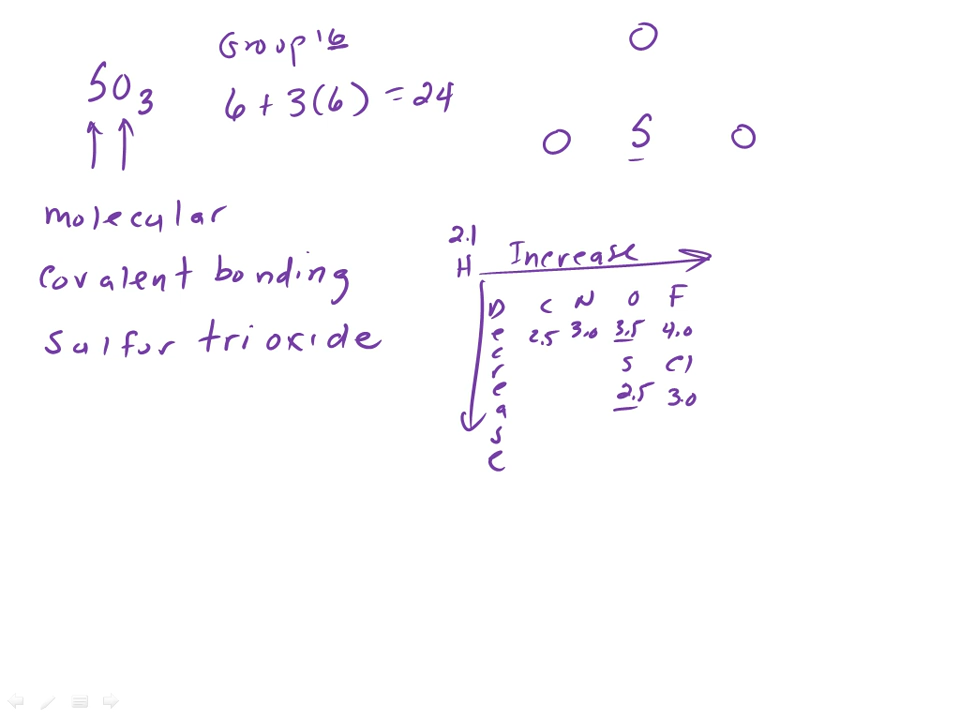 Group 16
SO3
6 + 3(6) = 24
O
O S O
molecular
covalent bonding
Sulfur trioxide
2.1
H
Increase
Decrease
C N O F
2.5 3.0 3.5 4.0
S Cl
2.5 3.0